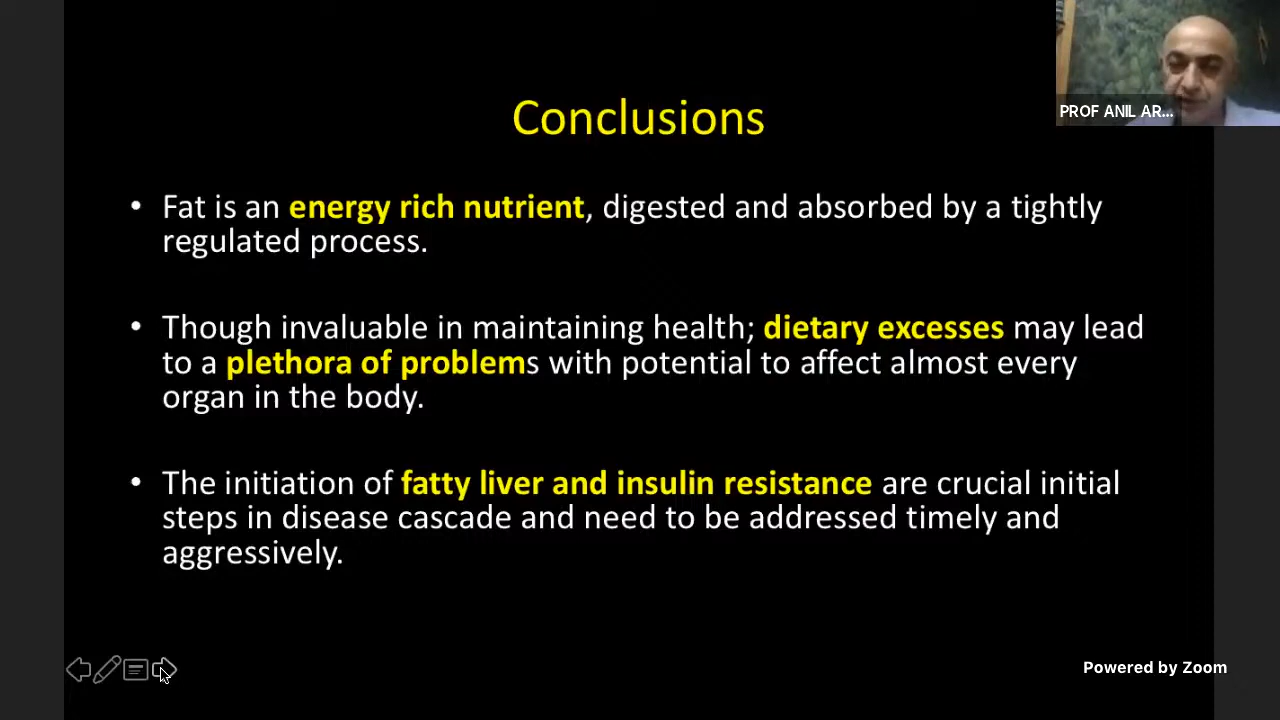 PROF ANIL AR...
Conclusions
• Fat is an energy rich nutrient, digested and absorbed by a tightly
regulated process.
• Though invaluable in maintaining health; dietary excesses may lead
to a plethora of problems with potential to affect almost every
organ in the body.
• The initiation of fatty liver and insulin resistance are crucial initial
steps in disease cascade and need to be addressed timely and
aggressively.
Powered by Zoom